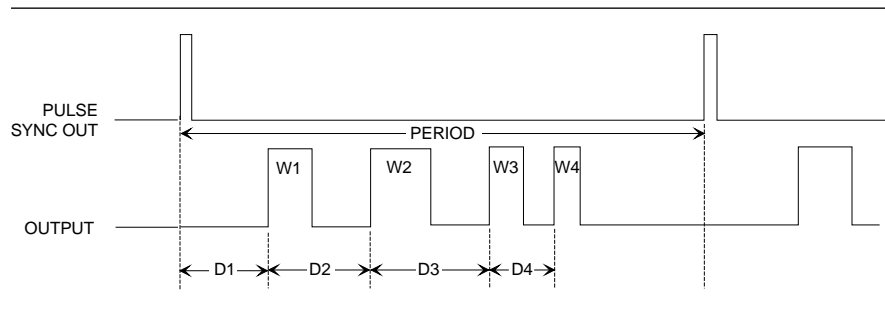 PULSE
SYNC OUT
PERIOD
W1
W2
W3
W4
OUTPUT
D1
D2
D3
D4